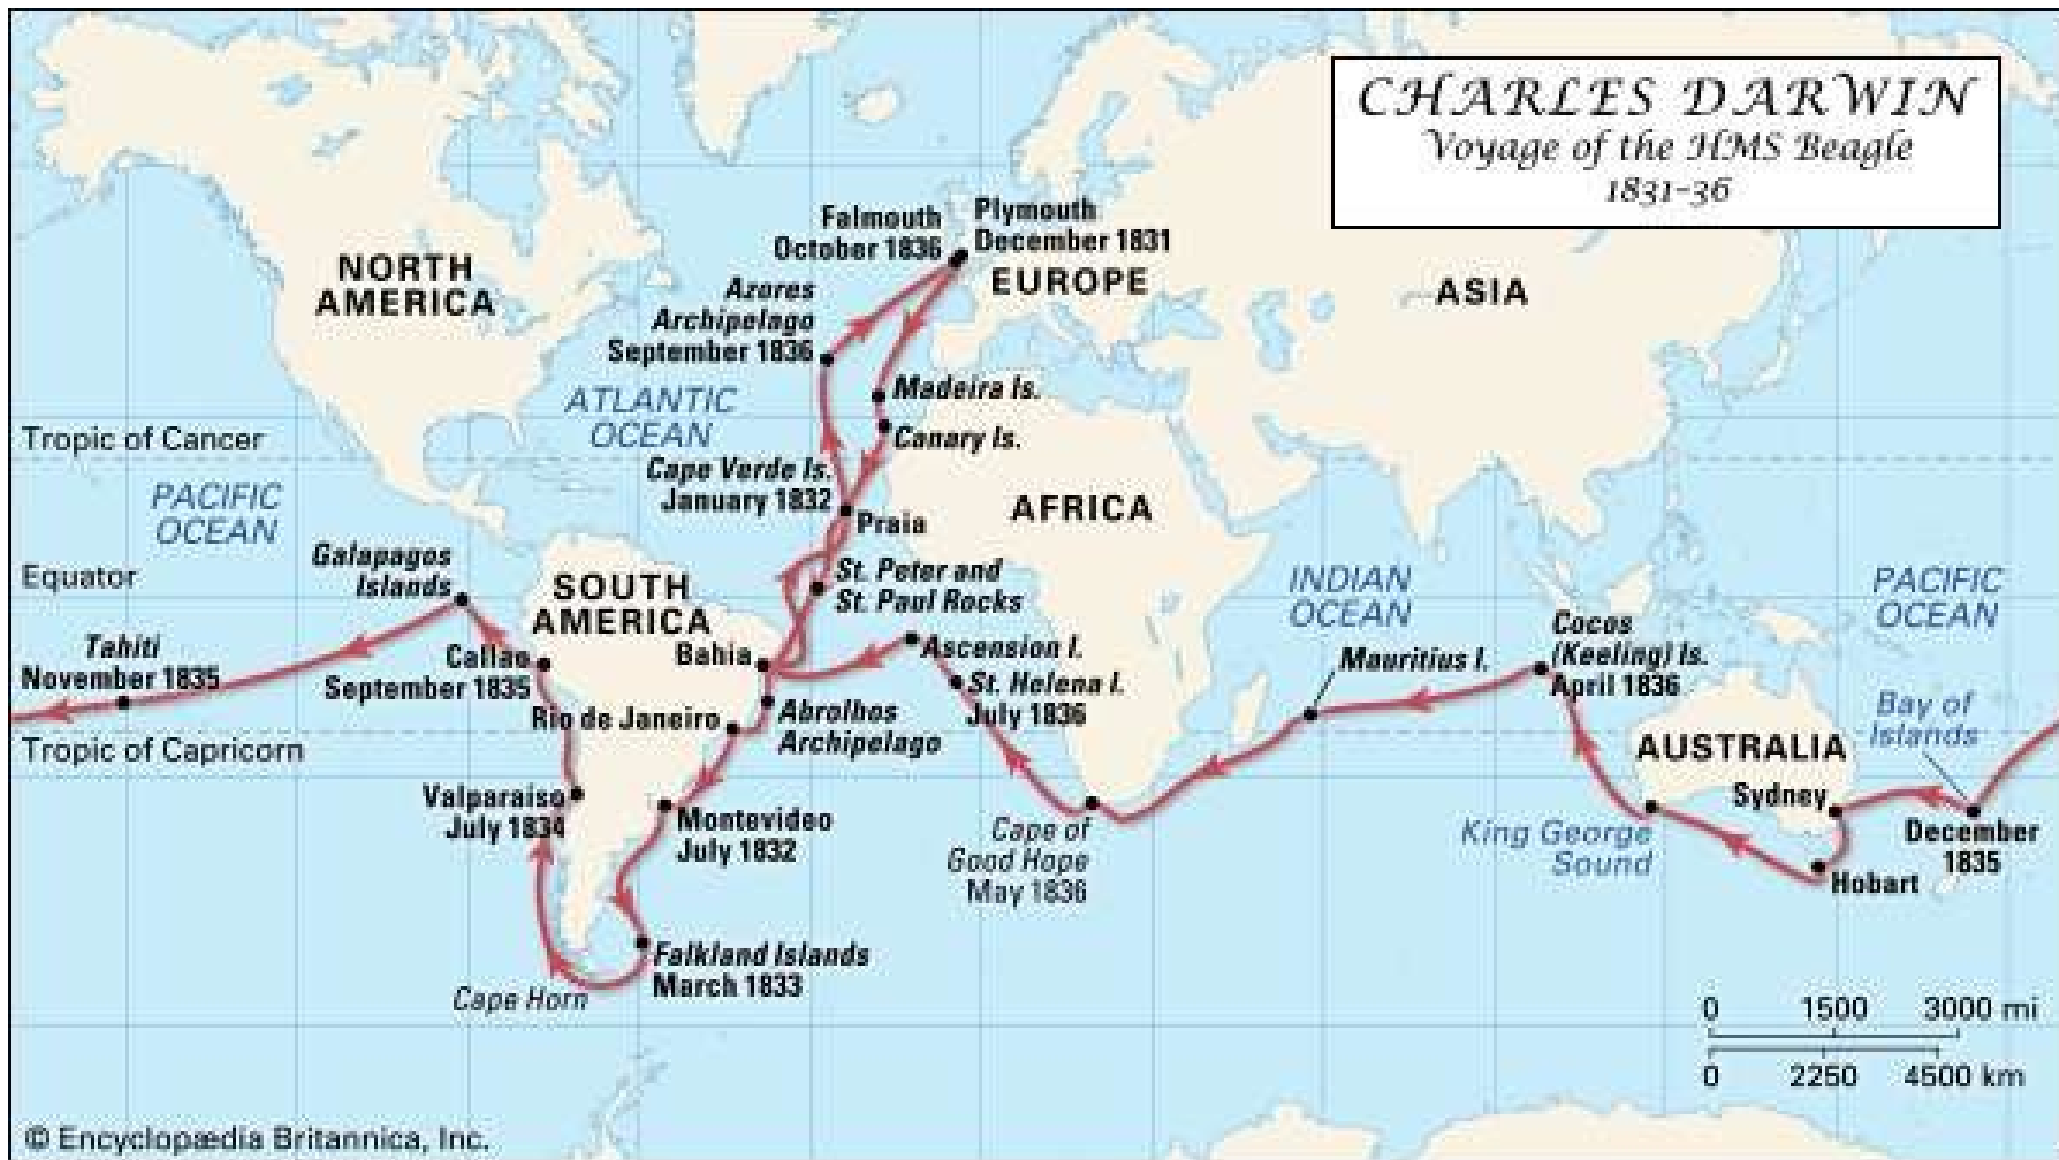 CHARLES DARWIN
Voyage of the HMS Beagle
1831-36
Falmouth
October 1836
Plymouth
December 1831
NORTH
AMERICA
EUROPE
ASIA
Azores
Archipelago
September 1836
Madeira Is.
ATLANTIC
OCEAN
Canary Is.
Tropic of Cancer
Cape Verde Is.
January 1832
PACIFIC
OCEAN
AFRICA
Praia
Galapagos
Islands
Equator
SOUTH
AMERICA
St. Peter and
St. Paul Rocks
INDIAN
OCEAN
PACIFIC
OCEAN
Tahiti
November 1835
Callao
September 1835
Bahia
Ascension I.
St. Helena I.
July 1836
Mauritius I.
Cocos
(Keeling) Is.
April 1836
Rio de Janeiro
Abrolhos
Archipelago
Bay of
Islands
Tropic of Capricorn
AUSTRALIA
Valparaiso
July 1834
Montevideo
July 1832
Cape of
Good Hope
May 1836
King George
Sound
Sydney
December
1835
Hobart
Falkland Islands
March 1833
Cape Horn
0 1500 3000 mi
0 2250 4500 km
© Encyclopædia Britannica, Inc.